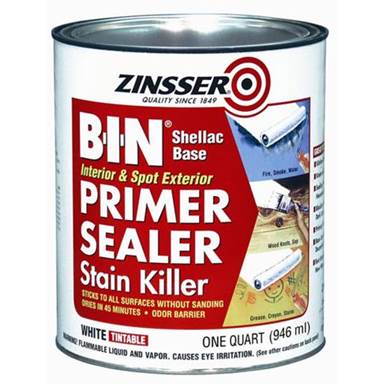 ZINSSER®
QUALITY SINCE 1849
B-I-N® Shellac
Base
Interior & Spot Exterior
PRIMER
SEALER
Stain Killer
STICKS TO ALL SURFACES WITHOUT SANDING
DRIES IN 45 MINUTES • ODOR BARRIER
Fire, Smoke, Water
Wood Knots, Sap
Grease, Crayon, Stains
WHITE TINTABLE
ONE QUART (946 ml)
WARNING! FLAMMABLE LIQUID AND VAPOR. CAUSES EYE IRRITATION. (See other cautions on back panel)